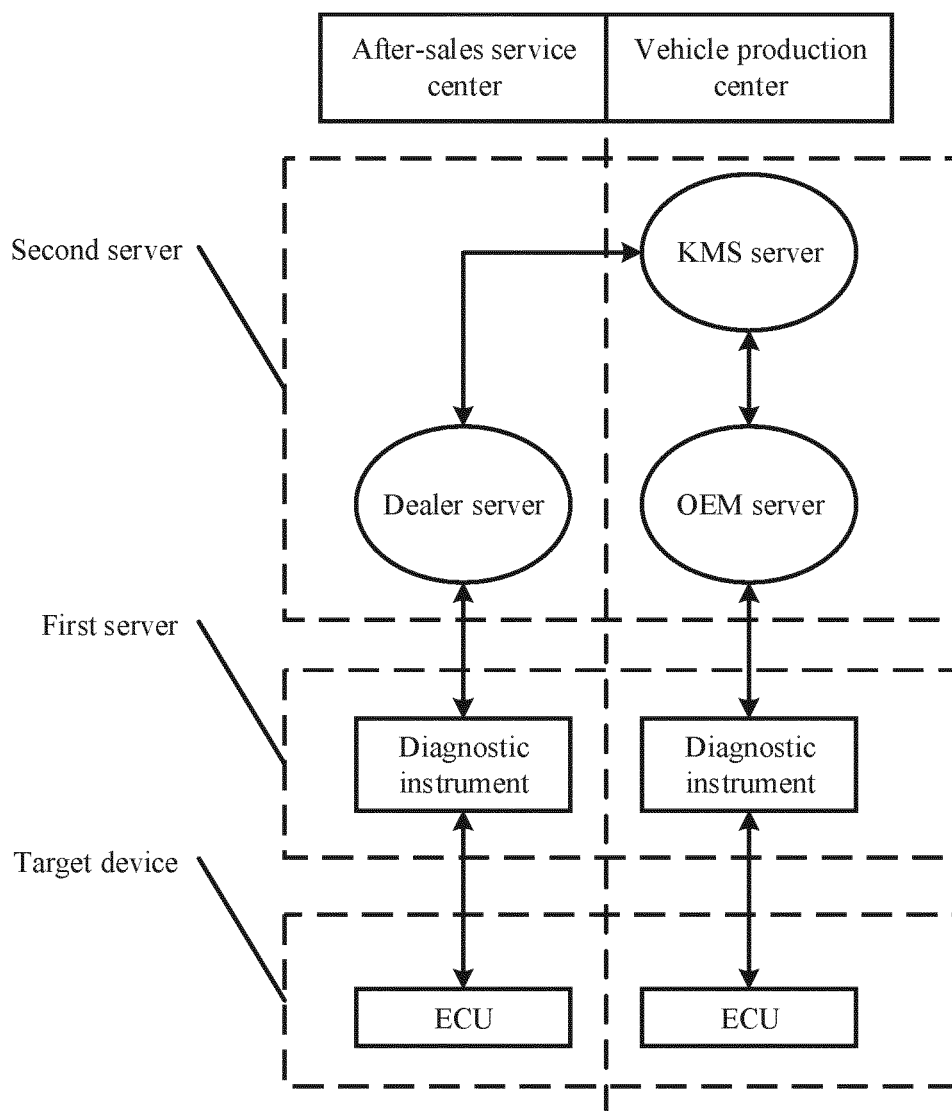 After-sales service
center
Vehicle production
center
Second server
KMS server
Dealer server
OEM server
First server
Diagnostic
instrument
Diagnostic
instrument
Target device
ECU
ECU